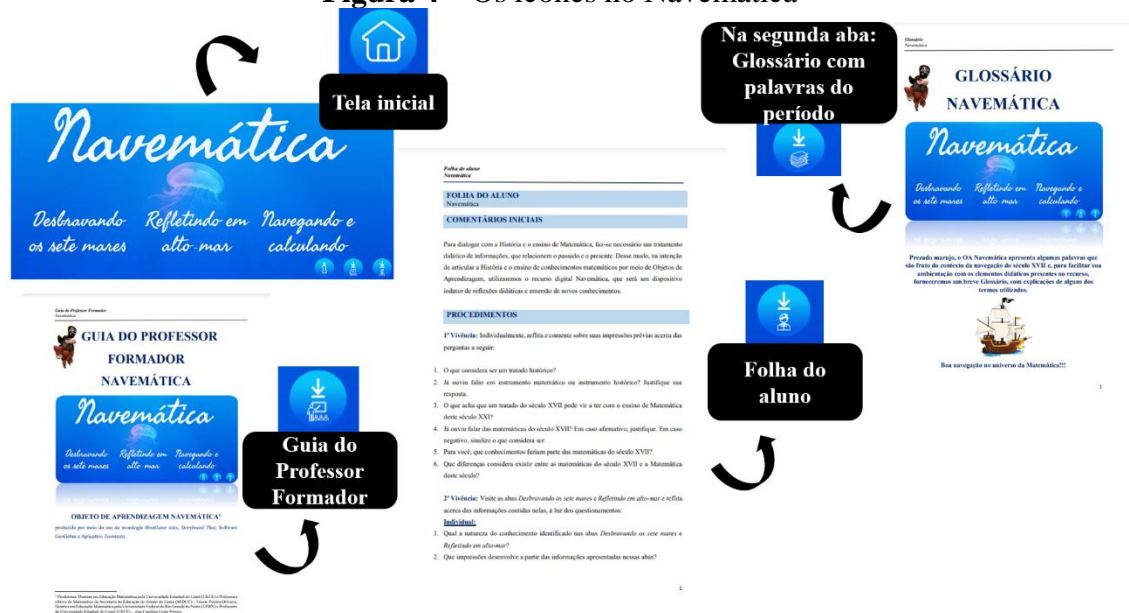 Figura 4 – Os ícones no Navemática
Tela inicial
Navemática
Desbravando
os sete mares
Refletindo em
alto-mar
Navegando e
calculando
Guia do Professor Formador
Navemática
GUIA DO PROFESSOR
FORMADOR
NAVEMÁTICA
Navemática
Desbravando
os sete mares
Refletindo em
alto-mar
Navegando e
calculando
OBJETO DE APRENDIZAGEM NAVEMÁTICA¹
produzido por meio do uso da tecnologia HostGator sites, Storyboard That, Software
GeoGebra e Aplicativo Toontastic.
Guia do
Professor
Formador
Folha do aluno
Navemática
FOLHA DO ALUNO
Navemática
COMENTÁRIOS INICIAIS
Para dialogar com a História e o ensino de Matemática, faz-se necessário um tratamento
didático de informações, que relacionem o passado e o presente. Desse modo, na intenção
de articular a História e o ensino de conhecimentos matemáticos por meio de Objetos de
Aprendizagem, utilizaremos o recurso digital Navemática, que será um dispositivo
indutor de reflexões didáticas e emersão de novos conhecimentos.
PROCEDIMENTOS
1ª Vivência: Individualmente, reflita e comente sobre suas impressões prévias acerca das
perguntas a seguir:
1. O que considera ser um tratado histórico?
2. Já ouviu falar em instrumento matemático ou instrumento histórico? Justifique sua
resposta.
3. O que acha que um tratado do século XVII pode vir a ter com o ensino de Matemática
deste século XXI?
4. Já ouviu falar das matemáticas do século XVII? Em caso afirmativo, justifique. Em caso
negativo, sinalize o que considera ser.
5. Para você, que conhecimentos faziam parte das matemáticas do século XVII?
6. Que diferenças considera existir entre as matemáticas do século XVII e a Matemática
deste século?
2ª Vivência: Visite as abas Desbravando os sete mares e Refletindo em alto-mar e reflita
acerca das informações contidas nelas, à luz dos questionamentos:
Individual:
1. Qual a natureza do conhecimento identificado nas abas Desbravando os sete mares e
Refletindo em alto-mar?
2. Que impressões desenvolve a partir das informações apresentadas nessas abas?
Folha do
aluno
Na segunda aba:
Glossário com
palavras do
período
Glossário
Navemática
GLOSSÁRIO
NAVEMÁTICA
Navemática
Desbravando
os sete mares
Refletindo em
alto-mar
Navegando e
calculando
Prezado marujo, o OA Navemática apresenta algumas palavras que
são fruto do contexto da navegação do século XVII e, para facilitar sua
ambientação com os elementos didáticos presentes no recurso,
forneceremos um breve Glossário, com explicações de alguns dos
termos utilizados.
Boa navegação no universo da Matemática!!!